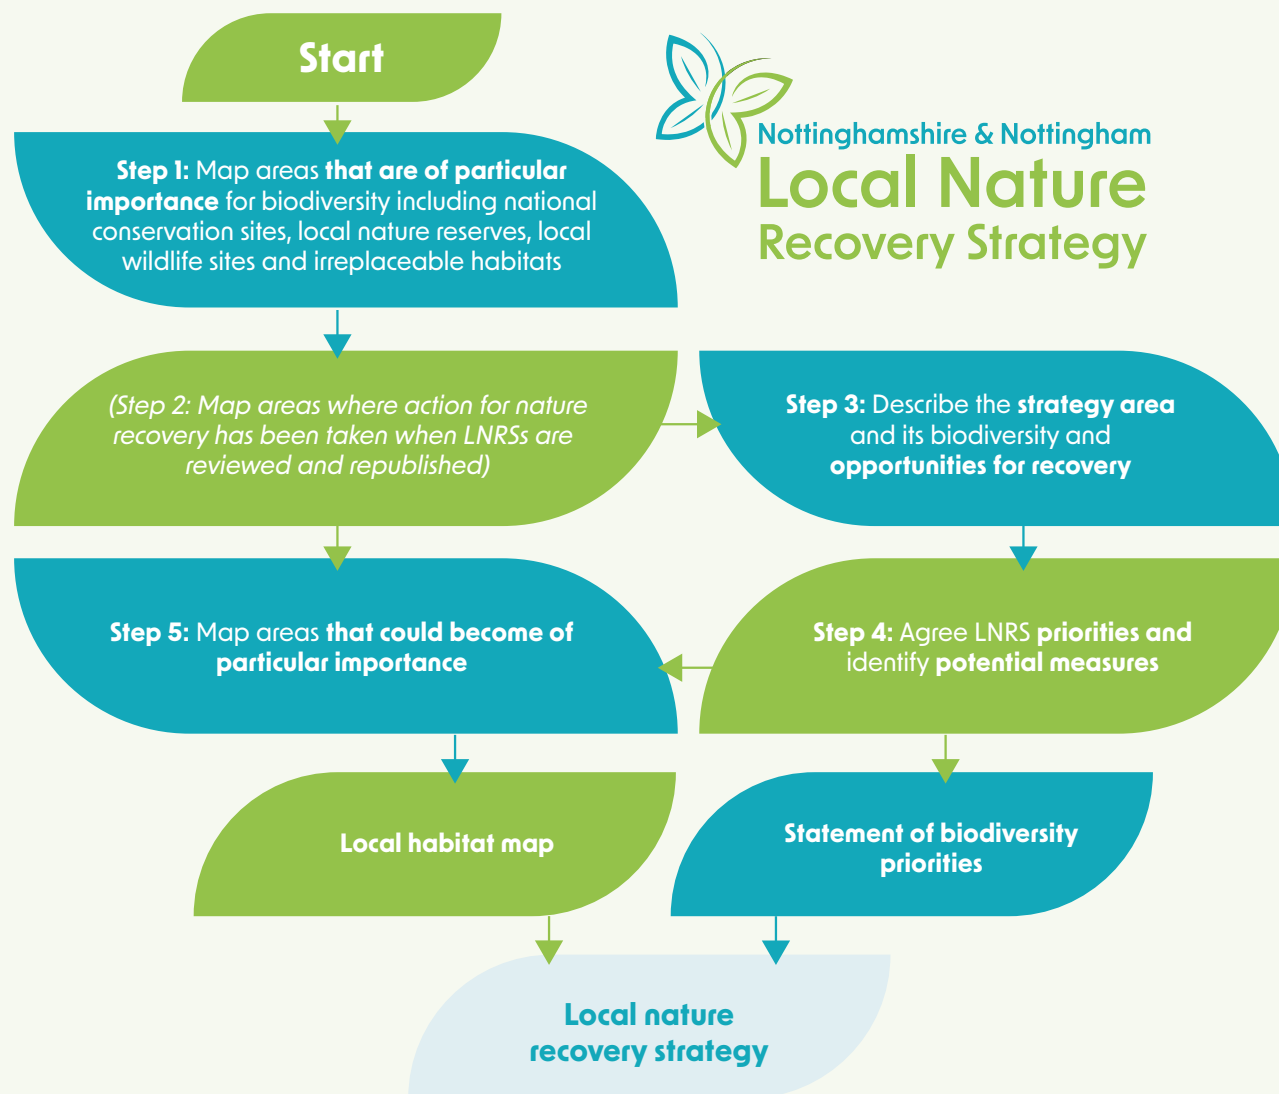 Start
Nottinghamshire & Nottingham
Local Nature
Recovery Strategy
Step 1: Map areas that are of particular
importance for biodiversity including national
conservation sites, local nature reserves, local
wildlife sites and irreplaceable habitats
(Step 2: Map areas where action for nature
recovery has been taken when LNRSs are
reviewed and republished)
Step 3: Describe the strategy area
and its biodiversity and
opportunities for recovery
Step 4: Agree LNRS priorities and
identify potential measures
Step 5: Map areas that could become of
particular importance
Local habitat map
Statement of biodiversity
priorities
Local nature
recovery strategy